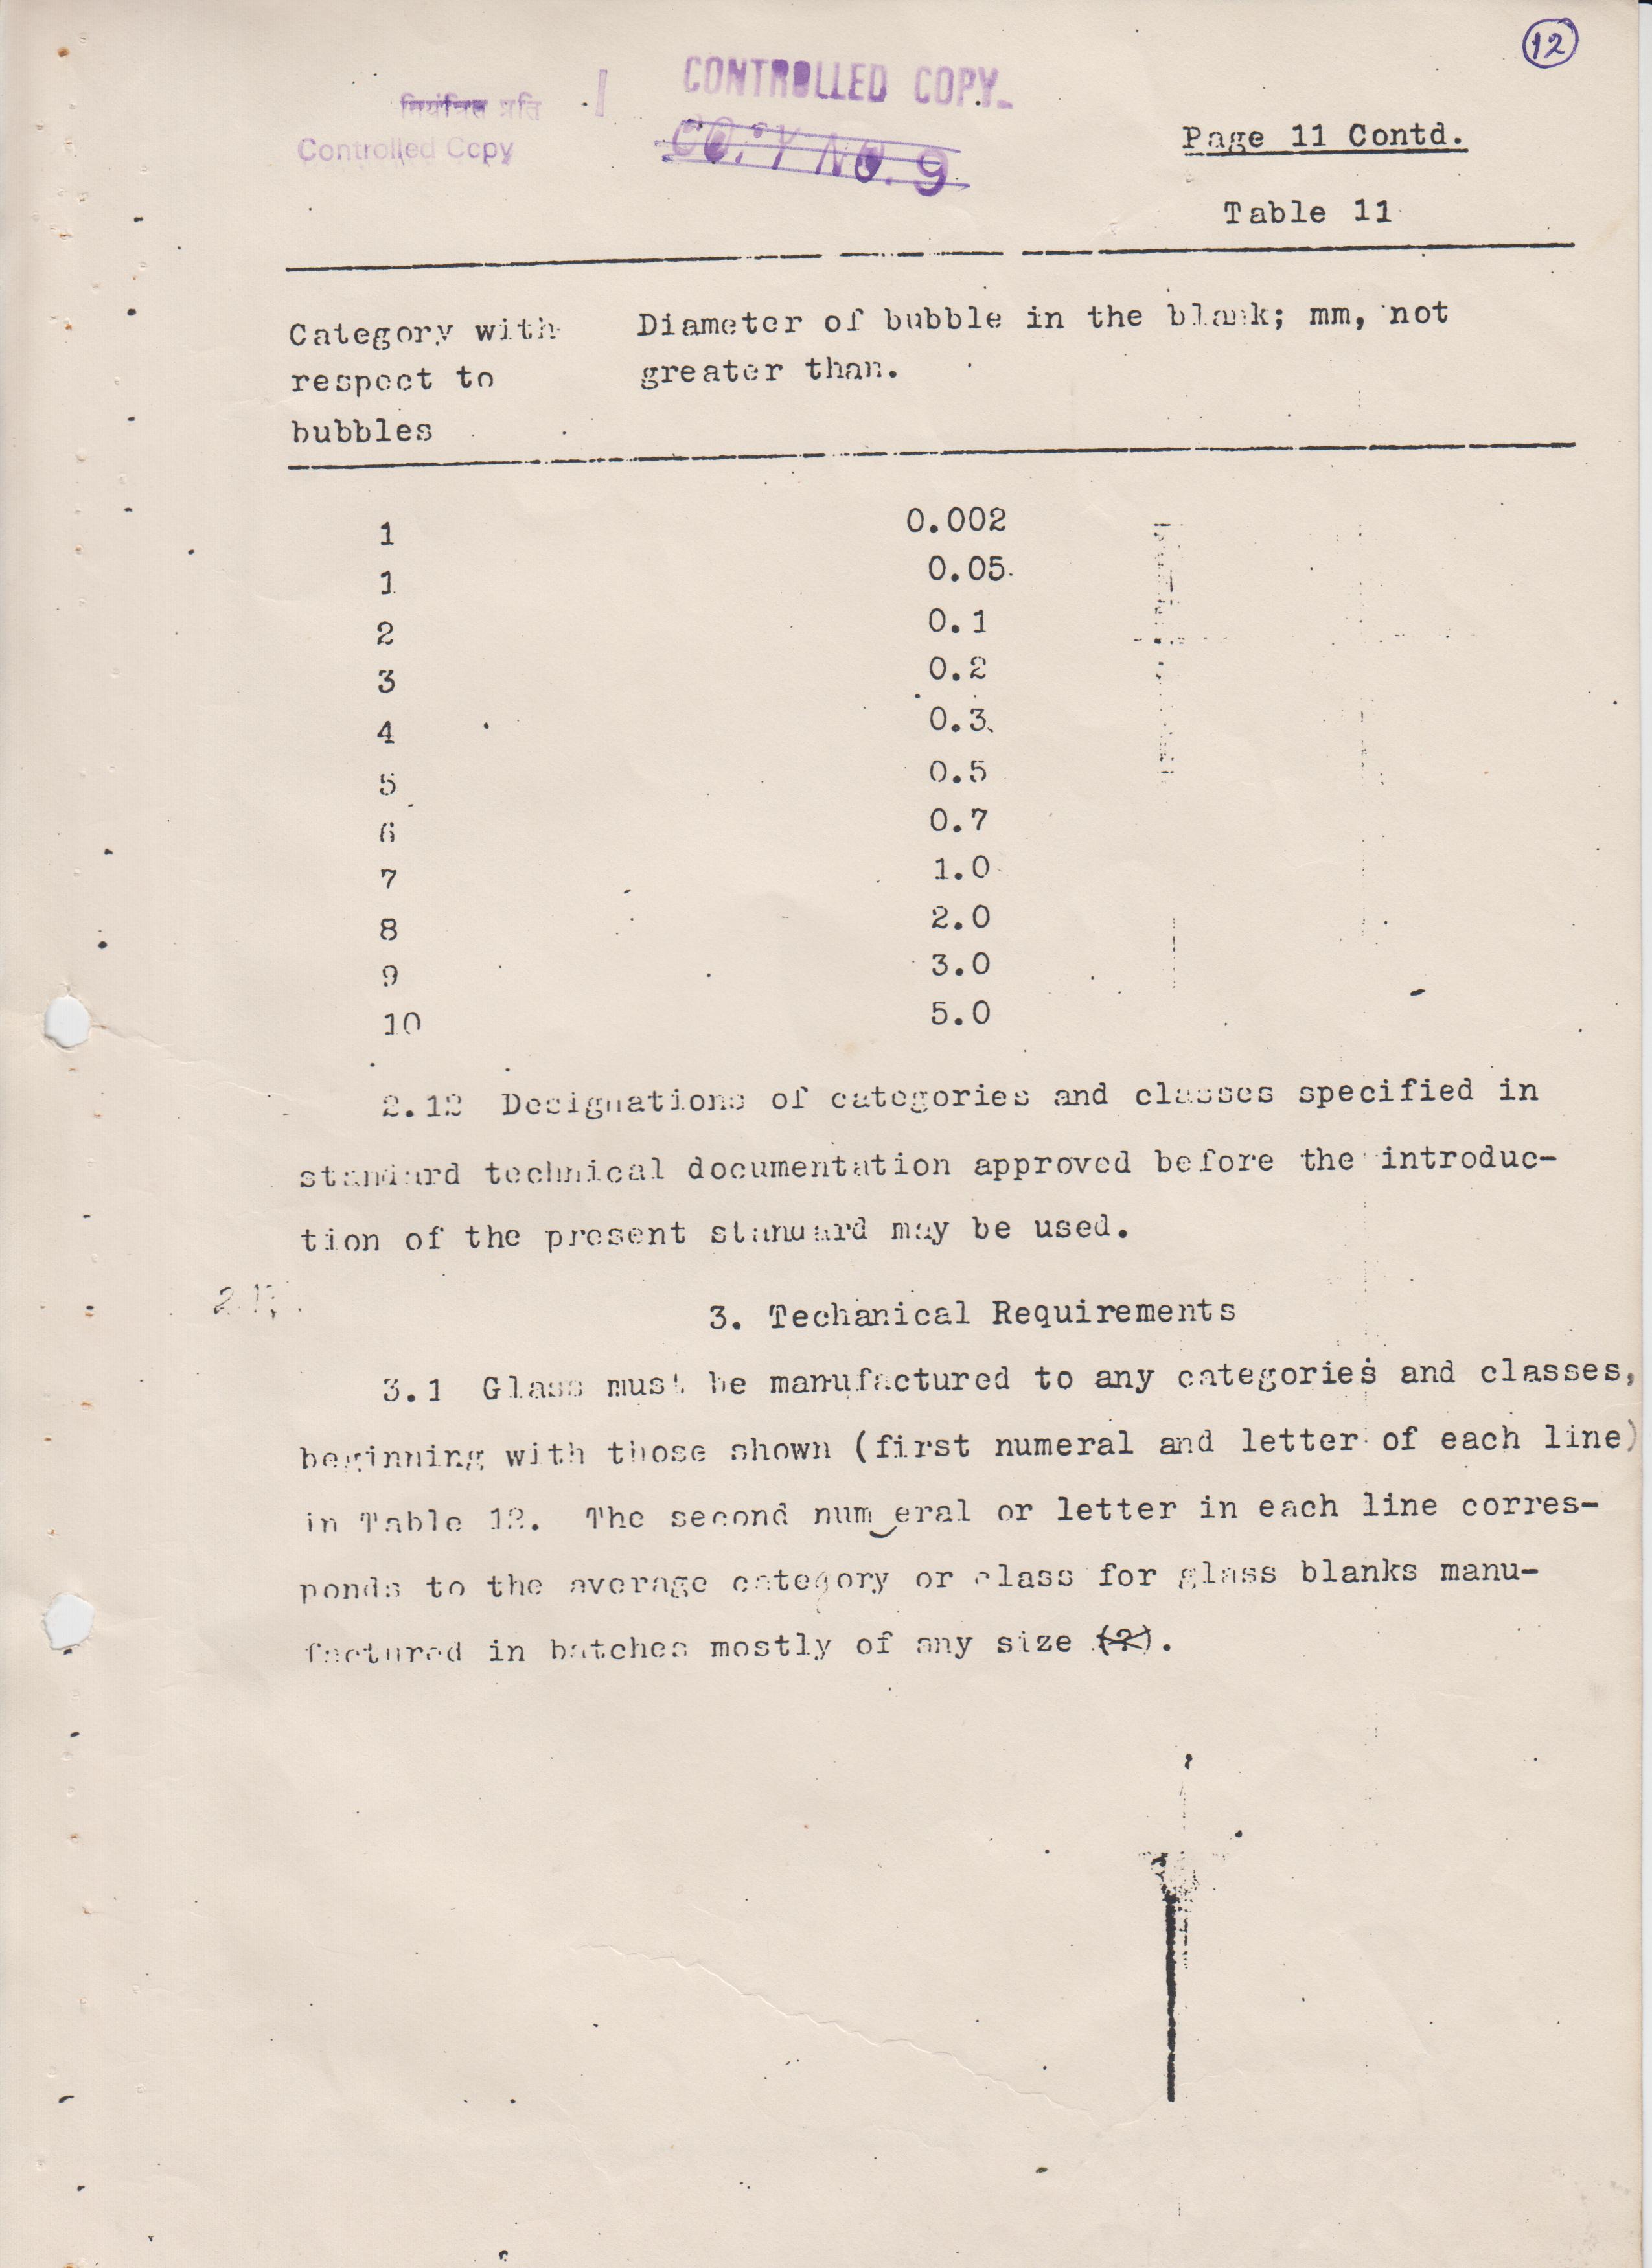 12
CONTROLLED COPY.
नियंत्रित प्रति
Controlled Copy
COPY NO. 9
Page 11 Contd.
Table 11
Category with Diameter of bubble in the blank; mm, not
respect to greater than.
bubbles
1 0.002
1 0.05
2 0.1
3 0.2
4 0.3
5 0.5
6 0.7
7 1.0
8 2.0
9 3.0
10 5.0
2.12 Designations of categories and classes specified in
standard technical documentation approved before the introduc-
tion of the present standard may be used.
3. Techanical Requirements
3.1 Glass must be manufactured to any categories and classes,
beginning with those shown (first numeral and letter of each line)
in Table 12. The second num eral or letter in each line corres-
ponds to the average category or class for glass blanks manu-
factured in batches mostly of any size (?).